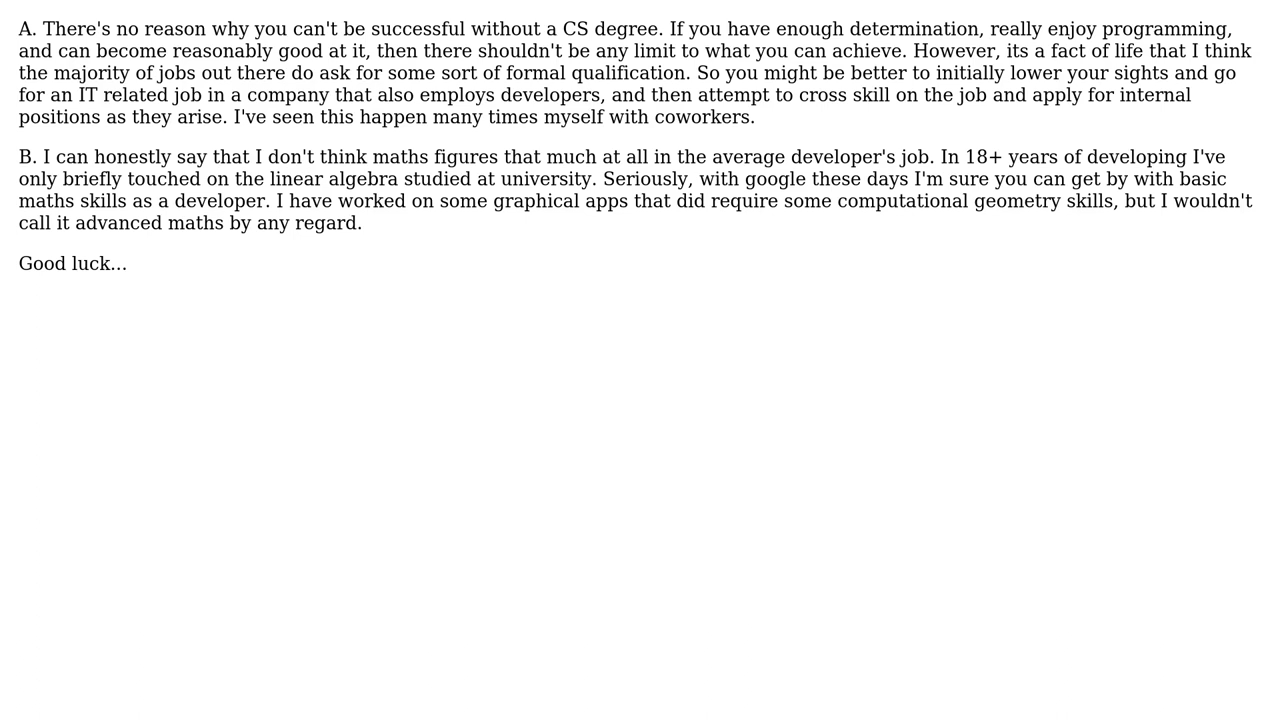 A. There's no reason why you can't be successful without a CS degree. If you have enough determination, really enjoy programming,
and can become reasonably good at it, then there shouldn't be any limit to what you can achieve. However, its a fact of life that I think
the majority of jobs out there do ask for some sort of formal qualification. So you might be better to initially lower your sights and go
for an IT related job in a company that also employs developers, and then attempt to cross skill on the job and apply for internal
positions as they arise. I've seen this happen many times myself with coworkers.
B. I can honestly say that I don't think maths figures that much at all in the average developer's job. In 18+ years of developing I've
only briefly touched on the linear algebra studied at university. Seriously, with google these days I'm sure you can get by with basic
maths skills as a developer. I have worked on some graphical apps that did require some computational geometry skills, but I wouldn't
call it advanced maths by any regard.
Good luck...